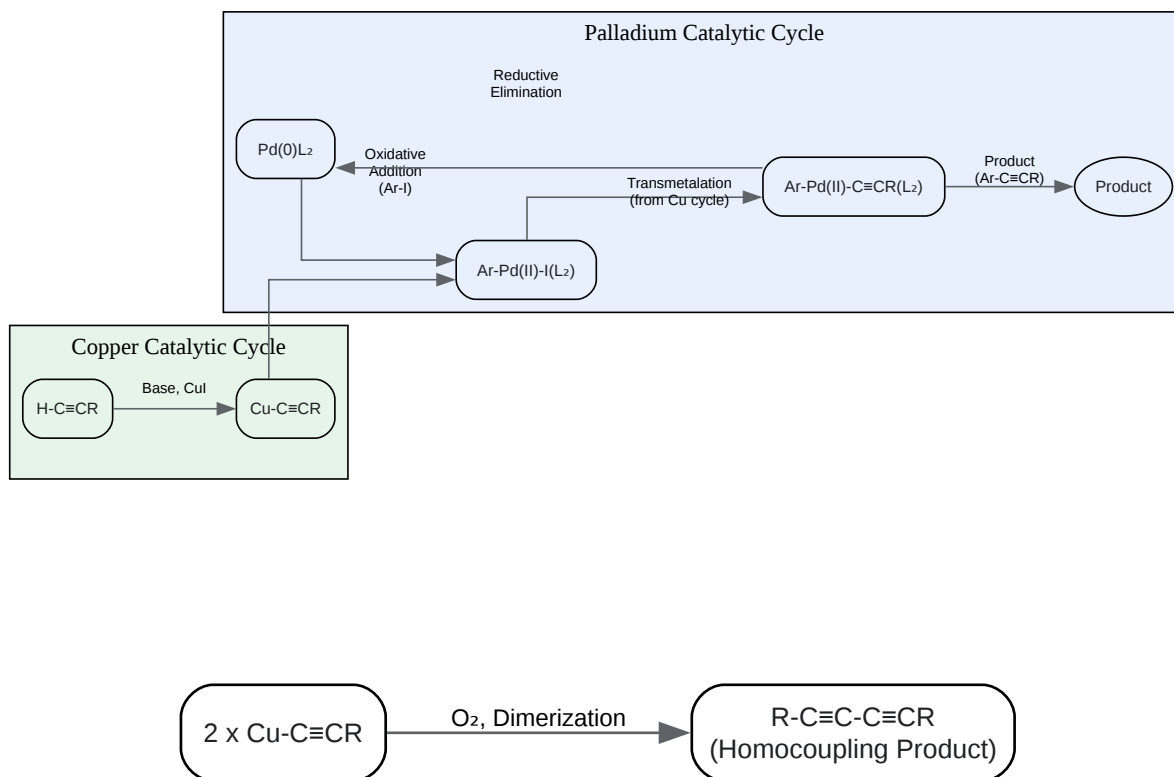 Palladium Catalytic Cycle
Reductive
Elimination
Pd(0)L₂
Oxidative
Addition
(Ar-I)
Transmetalation
(from Cu cycle)
Ar-Pd(II)-C≡CR(L₂)
Product
(Ar-C≡CR)
Product
Ar-Pd(II)-I(L₂)
Copper Catalytic Cycle
H-C≡CR
Base, CuI
Cu-C≡CR
2 x Cu-C≡CR
O₂, Dimerization
R-C≡C-C≡CR
(Homocoupling Product)